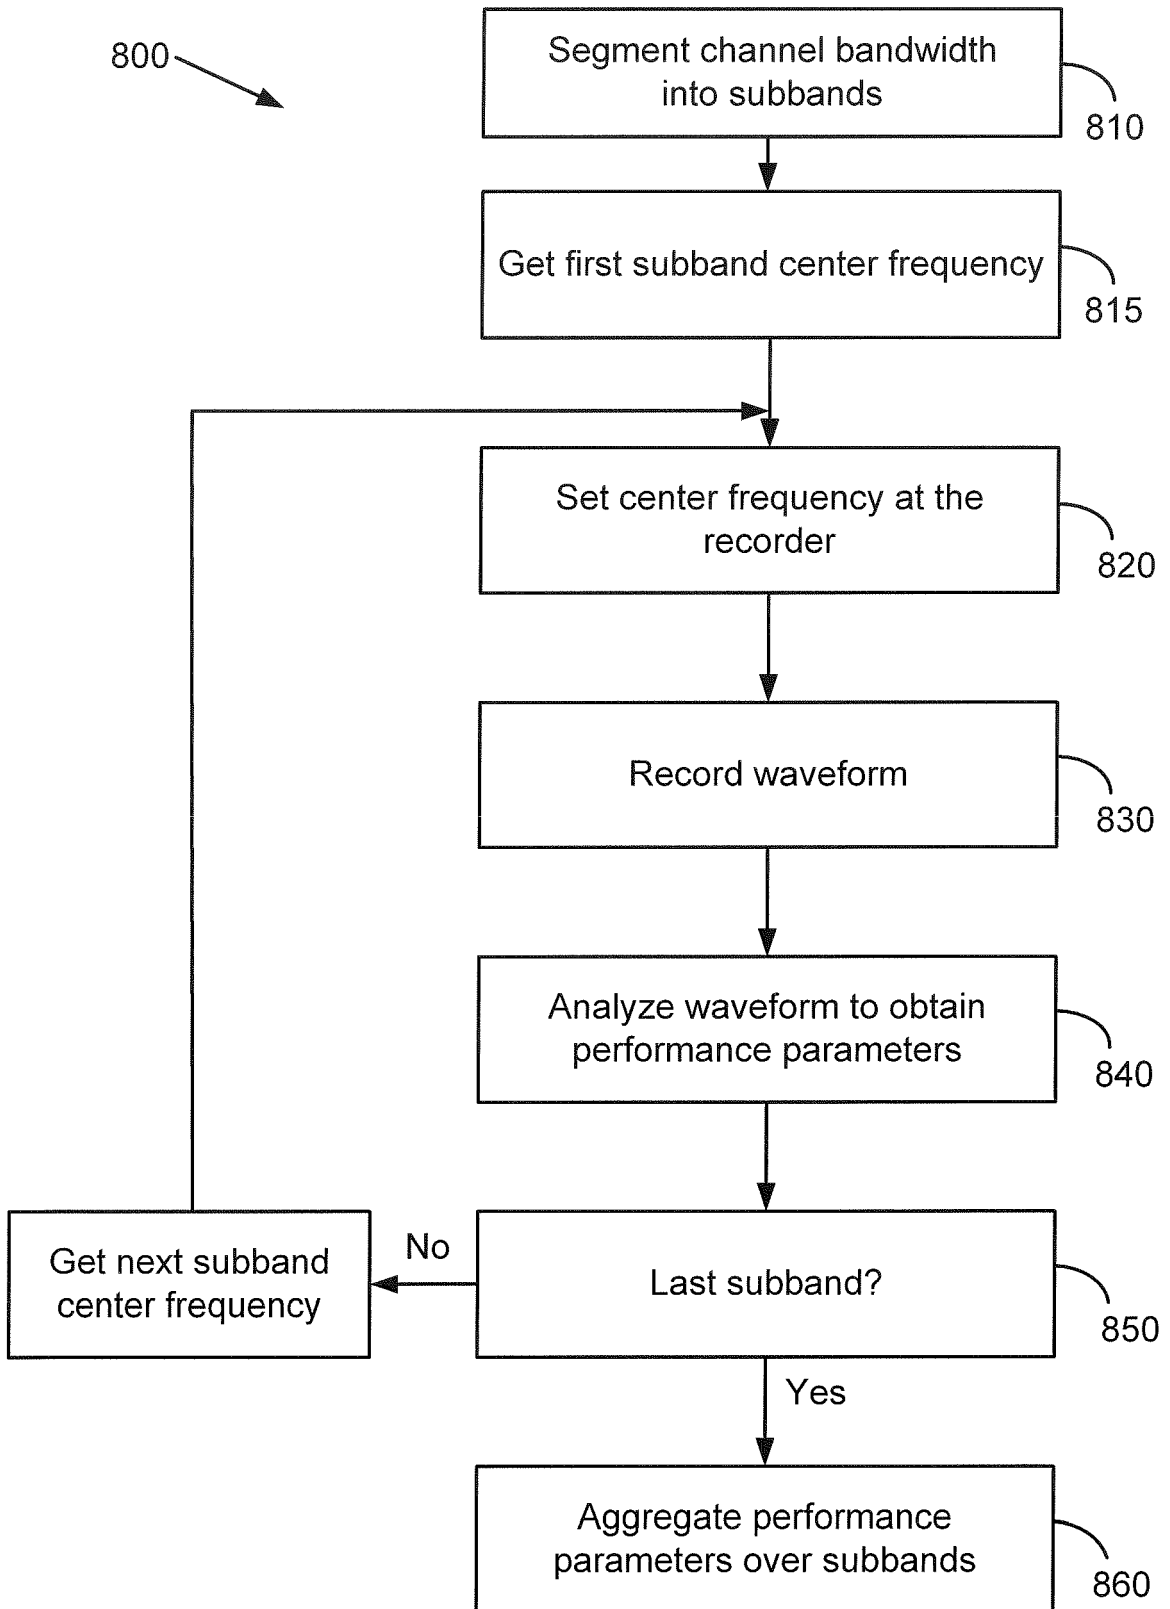 800
Segment channel bandwidth
into subbands
810
Get first subband center frequency
815
Set center frequency at the
recorder
820
Record waveform
830
Analyze waveform to obtain
performance parameters
840
Get next subband
center frequency
No
Last subband?
850
Yes
Aggregate performance
parameters over subbands
860